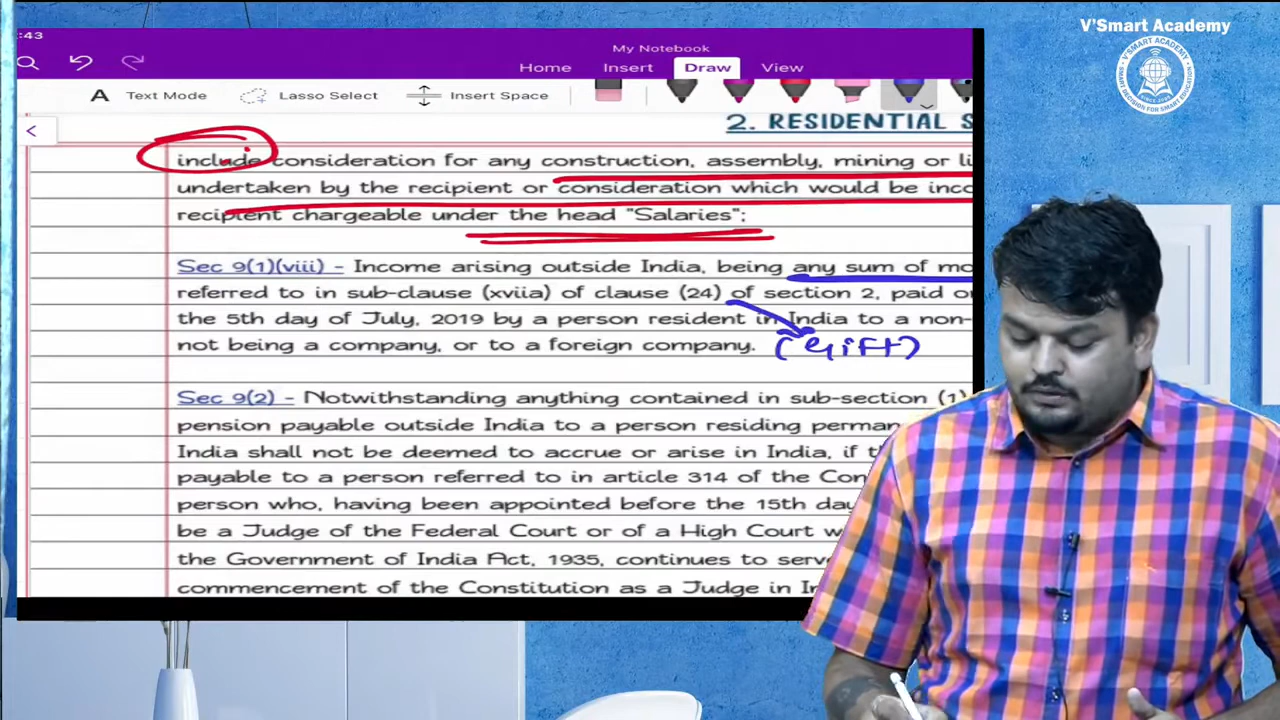 V'Smart Academy
:43
My Notebook
Home Insert Draw View
A Text Mode Lasso Select Insert Space
2. RESIDENTIAL S
include consideration for any construction, assembly, mining or li
undertaken by the recipient or consideration which would be inco
recipient chargeable under the head "Salaries";
Sec 9(1)(viii) - Income arising outside India, being any sum of mo
referred to in sub-clause (xviia) of clause (24) of section 2, paid on
the 5th day of July, 2019 by a person resident in India to a non-
not being a company, or to a foreign company.
(Gift)
Sec 9(2) - Notwithstanding anything contained in sub-section (1)
pension payable outside India to a person residing perman
India shall not be deemed to accrue or arise in India, if th
payable to a person referred to in article 314 of the Con
person who, having been appointed before the 15th day
be a Judge of the Federal Court or of a High Court w
the Government of India Act, 1935, continues to serve
commencement of the Constitution as a Judge in In